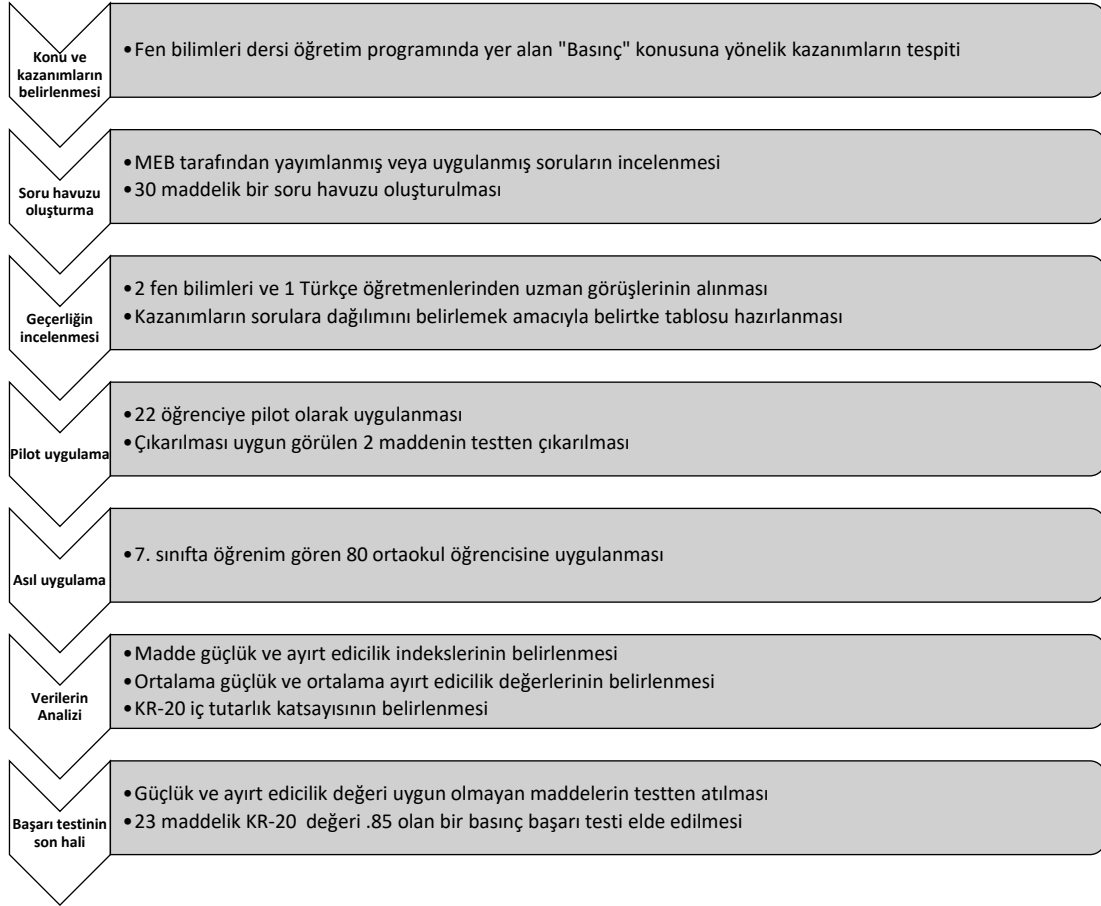 Konu ve
kazanımların
belirlenmesi
•Fen bilimleri dersi öğretim programında yer alan "Basınç" konusuna yönelik kazanımların tespiti
Soru havuzu
oluşturma
•MEB tarafından yayımlanmış veya uygulanmış soruların incelenmesi
•30 maddelik bir soru havuzu oluşturulması
Geçerliğin
incelenmesi
•2 fen bilimleri ve 1 Türkçe öğretmenlerinden uzman görüşlerinin alınması
•Kazanımların sorulara dağılımını belirlemek amacıyla belirtke tablosu hazırlanması
Pilot uygulama
•22 öğrenciye pilot olarak uygulanması
•Çıkarılması uygun görülen 2 maddenin testten çıkarılması
Asıl uygulama
•7. sınıfta öğrenim gören 80 ortaokul öğrencisine uygulanması
Verilerin
Analizi
•Madde güçlük ve ayırt edicilik indekslerinin belirlenmesi
•Ortalama güçlük ve ortalama ayırt edicilik değerlerinin belirlenmesi
•KR-20 iç tutarlık katsayısının belirlenmesi
Başarı testinin
son hali
•Güçlük ve ayırt edicilik değeri uygun olmayan maddelerin testten atılması
•23 maddelik KR-20 değeri .85 olan bir basınç başarı testi elde edilmesi